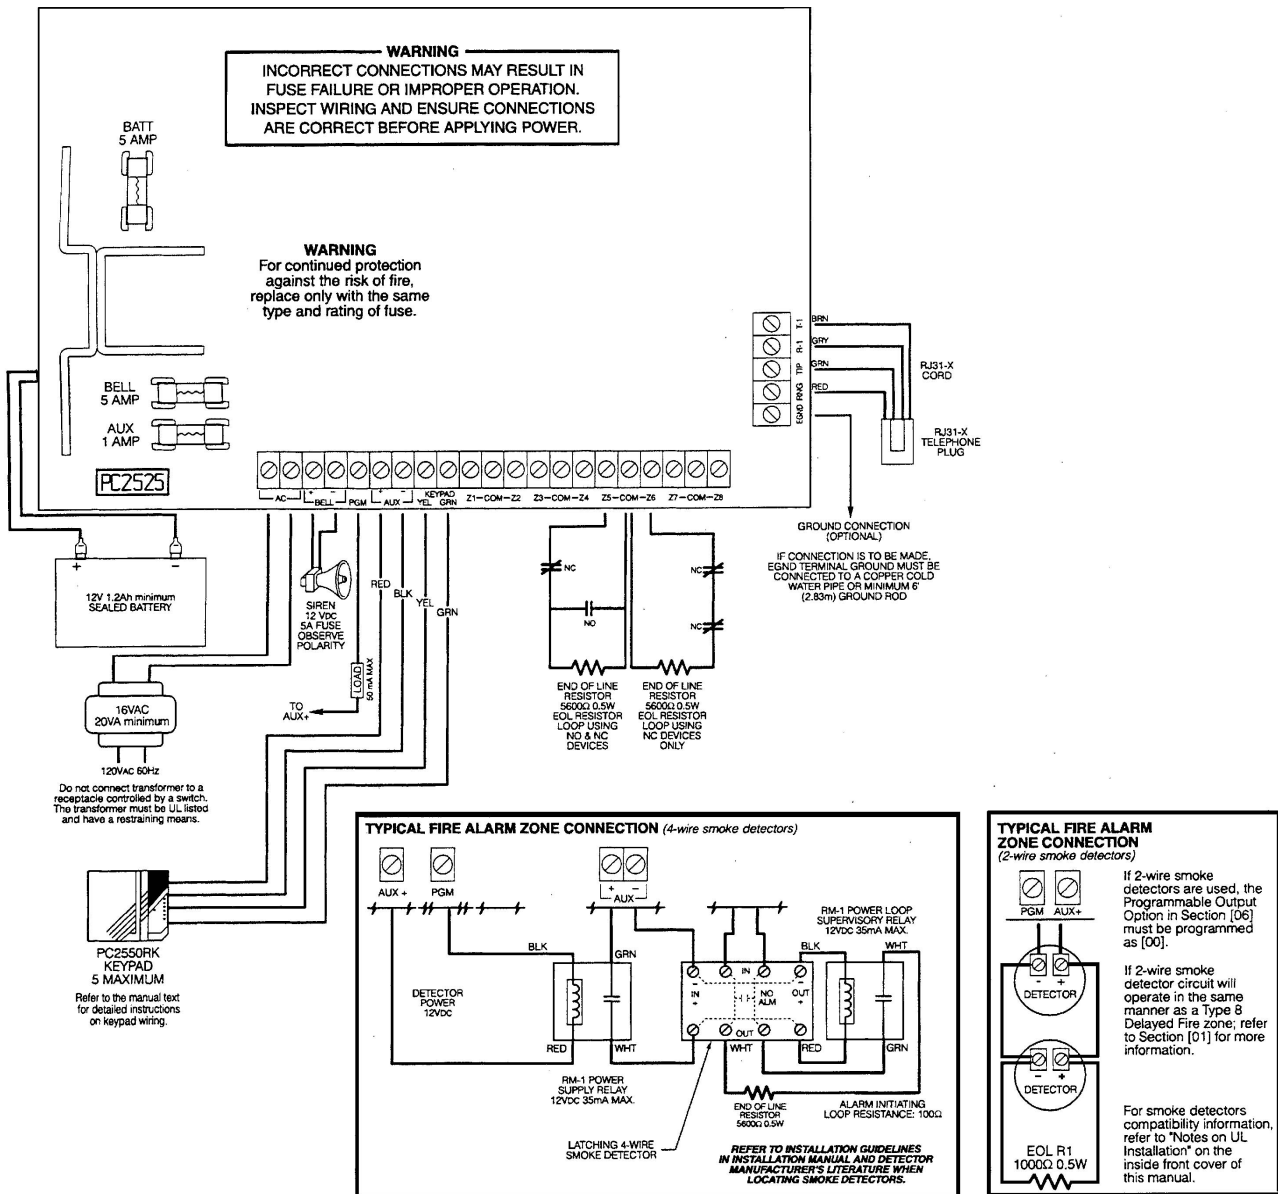 WARNING
INCORRECT CONNECTIONS MAY RESULT IN
FUSE FAILURE OR IMPROPER OPERATION.
INSPECT WIRING AND ENSURE CONNECTIONS
ARE CORRECT BEFORE APPLYING POWER.
BATT
5 AMP
WARNING
For continued protection
against the risk of fire,
replace only with the same
type and rating of fuse.
BELL
5 AMP
AUX
1 AMP
PC2525
T-1 BRN
R-1 GRY
TIP GRN
RNG RED
EGND
RJ31-X
CORD
RJ31-X
TELEPHONE
PLUG
AC
+ -
BELL
PGM
+ -
AUX
KEYPAD
YEL GRN
Z1-COM-Z2
Z3-COM-Z4
Z5-COM-Z6
Z7-COM-Z8
GROUND CONNECTION
(OPTIONAL)
IF CONNECTION IS TO BE MADE,
EGND TERMINAL GROUND MUST BE
CONNECTED TO A COPPER COLD
WATER PIPE OR MINIMUM 6'
(2.83m) GROUND ROD
+ -
12V 1.2Ah minimum
SEALED BATTERY
SIREN
12 VDC
5A FUSE
OBSERVE
POLARITY
RED
BLK
YEL
GRN
LOAD
50 mA MAX
TO
AUX+
NC
NO
NC
NC
END OF LINE
RESISTOR
5600Ω 0.5W
EOL RESISTOR
LOOP USING
NO & NC
DEVICES
END OF LINE
RESISTOR
5600Ω 0.5W
EOL RESISTOR
LOOP USING
NC DEVICES
ONLY
16VAC
20VA minimum
120VAC 60Hz
Do not connect transformer to a
receptacle controlled by a switch.
The transformer must be UL listed
and have a restraining means.
PC2550RK
KEYPAD
5 MAXIMUM
Refer to the manual text
for detailed instructions
on keypad wiring.
TYPICAL FIRE ALARM ZONE CONNECTION (4-wire smoke detectors)
AUX +
PGM
+ -
AUX
RM-1 POWER LOOP
SUPERVISORY RELAY
12VDC 35mA MAX.
BLK
GRN
BLK
WHT
DETECTOR
POWER
12VDC
-
IN
+
IN
NO
ALM
-
OUT
+
OUT
RED
WHT
WHT
RED
GRN
RM-1 POWER
SUPPLY RELAY
12VDC 35mA MAX.
END OF LINE
RESISTOR
5600Ω 0.5W
ALARM INITIATING
LOOP RESISTANCE: 100Ω
LATCHING 4-WIRE
SMOKE DETECTOR
REFER TO INSTALLATION GUIDELINES
IN INSTALLATION MANUAL AND DETECTOR
MANUFACTURER'S LITERATURE WHEN
LOCATING SMOKE DETECTORS.
TYPICAL FIRE ALARM
ZONE CONNECTION
(2-wire smoke detectors)
PGM AUX+
- +
DETECTOR
- +
DETECTOR
EOL R1
1000Ω 0.5W
If 2-wire smoke
detectors are used, the
Programmable Output
Option in Section [06]
must be programmed
as [00].
If 2-wire smoke
detector circuit will
operate in the same
manner as a Type 8
Delayed Fire zone; refer
to Section [01] for more
information.
For smoke detectors
compatibility information,
refer to "Notes on UL
Installation" on the
inside front cover of
this manual.